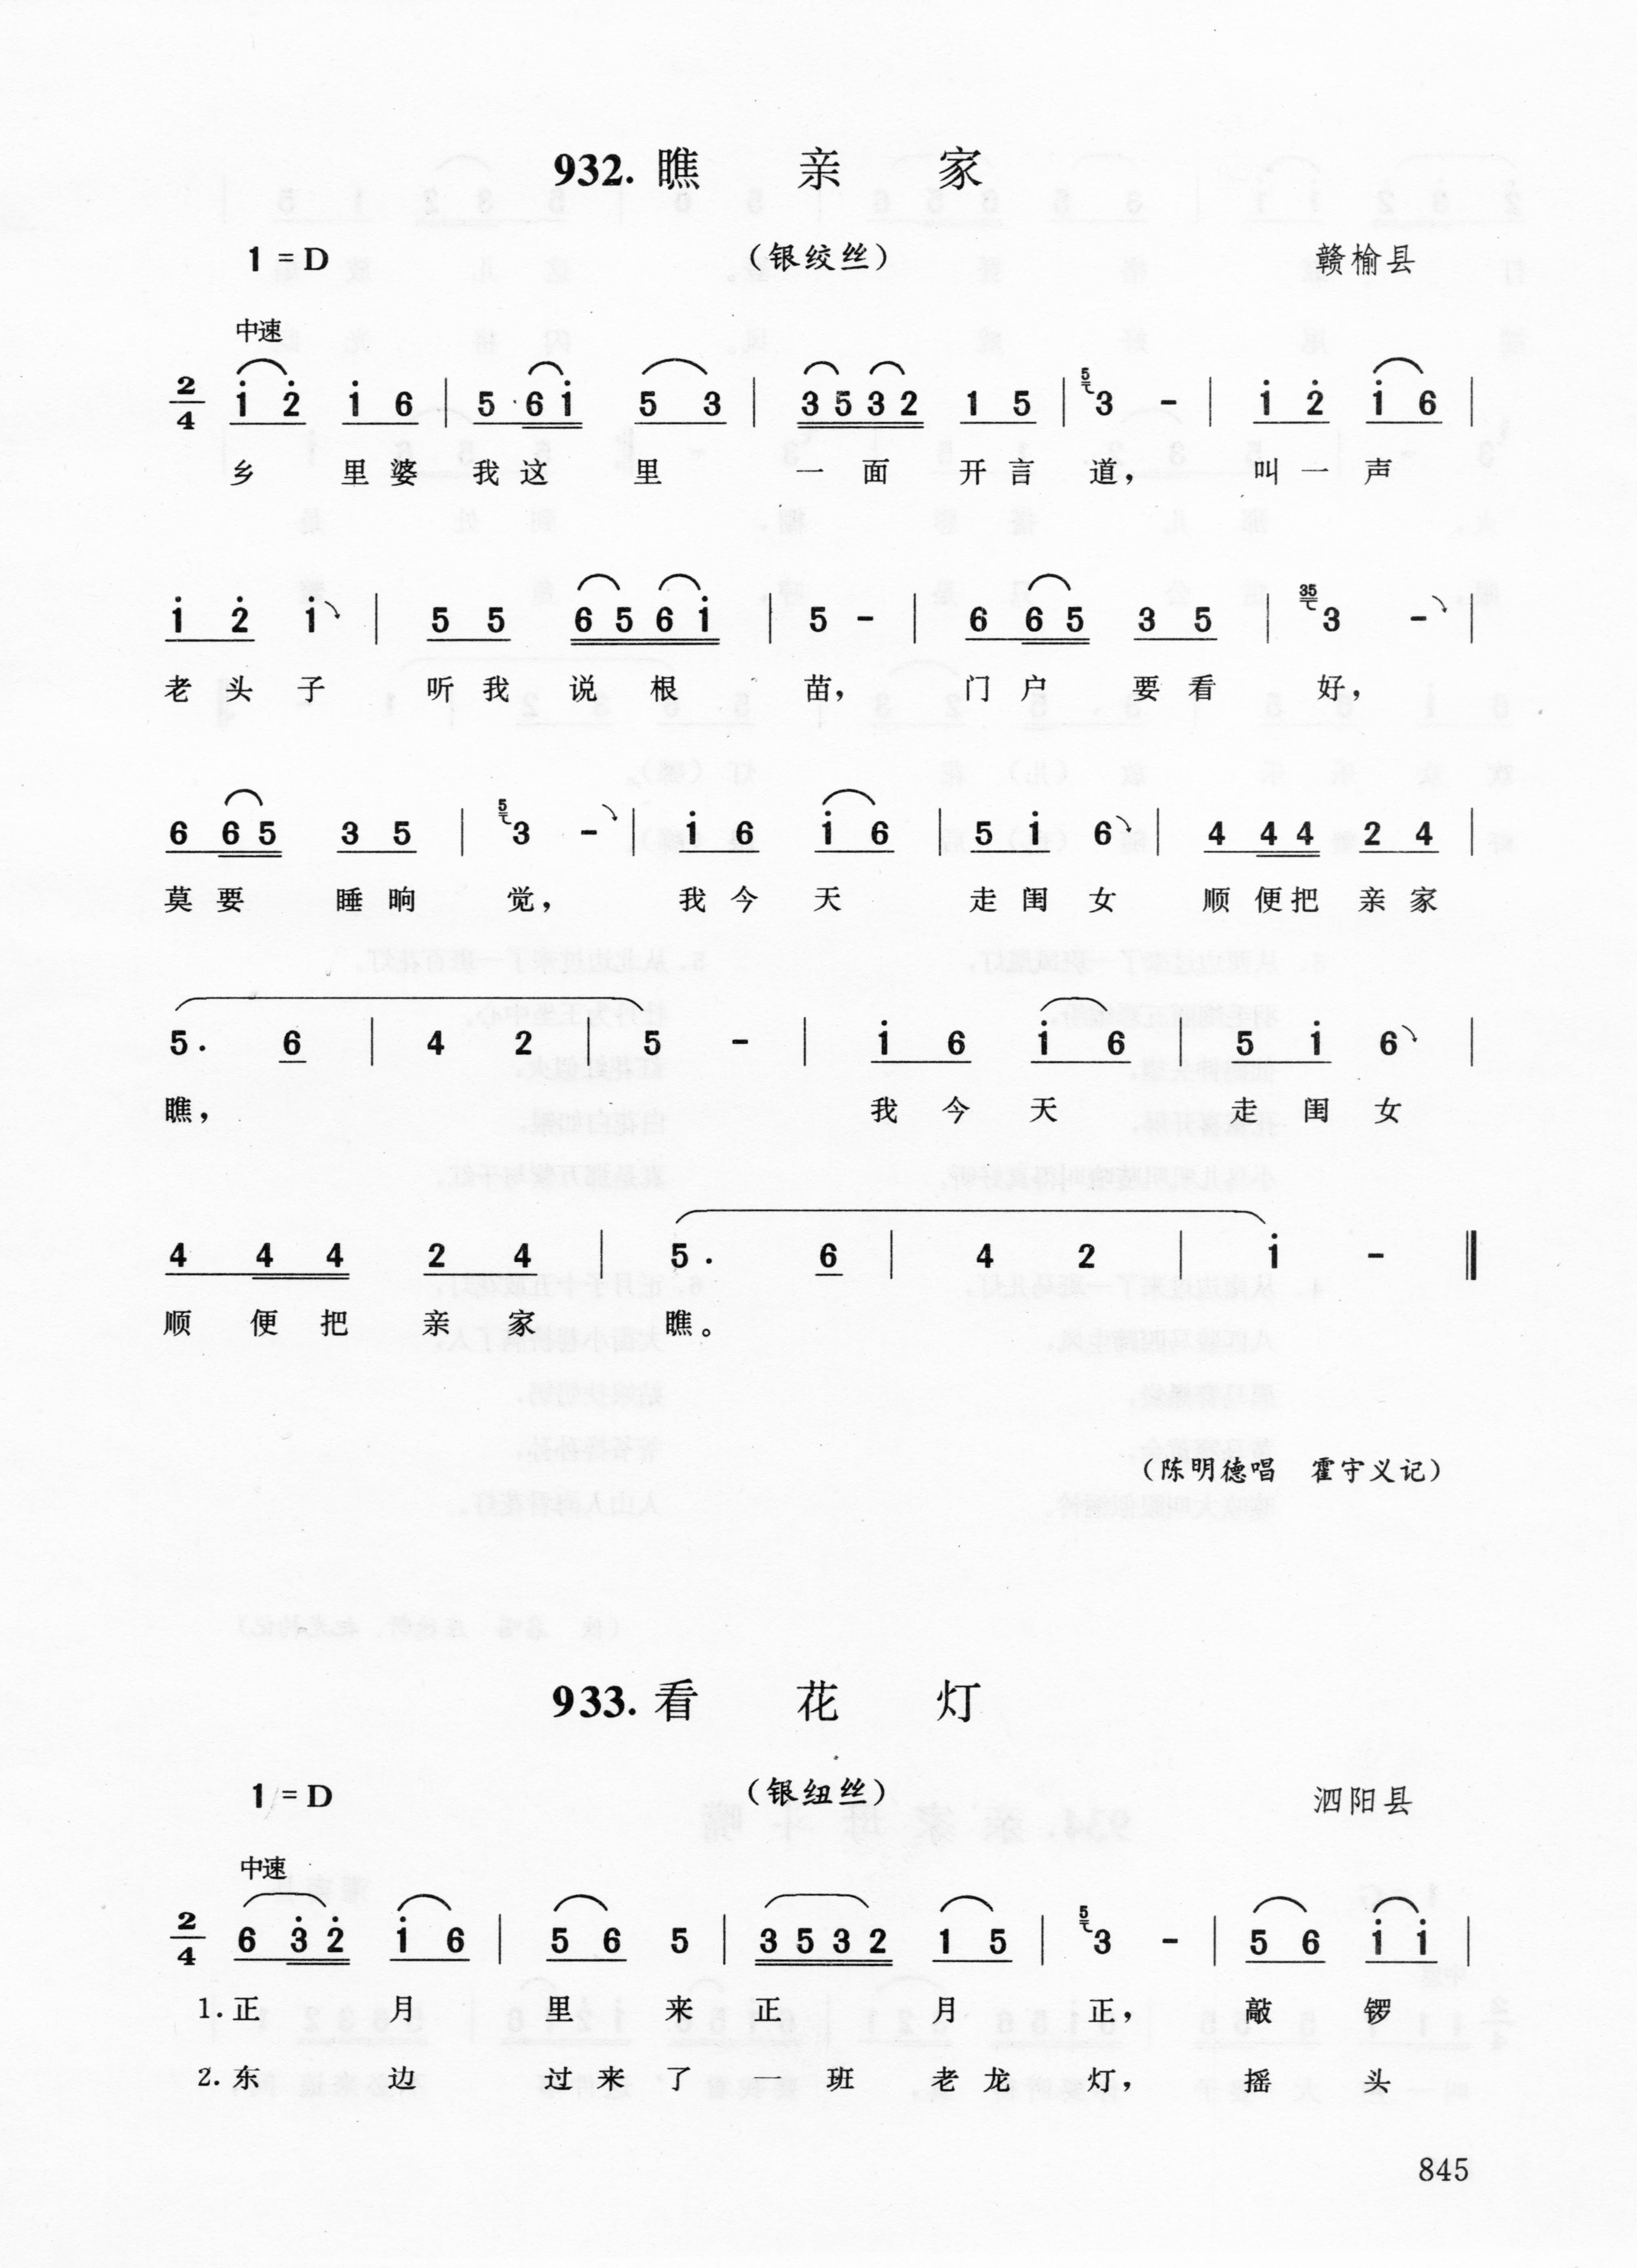 932. 瞧亲家
1 = D （银绞丝） 赣榆县
中速
2/4 i̇ 2̇ i̇ 6 | 5 6 i̇ 5 3 | 3 5 3 2 1 5 | 5 3 - | i̇ 2̇ i̇ 6 |
乡 里婆 我这 里 一 面 开言 道， 叫一声
i̇ 2̇ i̇ | 5 5 6 5 6 i̇ | 5 - | 6 6 5 3 5 | 35 3 - |
老头子 听我 说 根 苗， 门户 要看 好，
6 6 5 3 5 | 5 3 - | i̇ 6 i̇ 6 | 5 i̇ 6 | 4 4 4 2 4 |
莫要 睡晌 觉， 我今天 走闺女 顺便把亲家
5. 6 | 4 2 | 5 - | i̇ 6 i̇ 6 | 5 i̇ 6 |
瞧， 我今天 走闺女
4 4 4 2 4 | 5. 6 | 4 2 | i̇ - ‖
顺便把亲家 瞧。
（陈明德唱 霍守义记）
933. 看花灯
1 = D （银纽丝） 泗阳县
中速
2/4 6 3̇ 2̇ i̇ 6 | 5 6 5 | 3 5 3 2 1 5 | 5 3 - | 5 6 i̇ i̇ |
1. 正 月 里 来 正 月 正， 敲 锣
2. 东 边 过来了 一 班 老龙 灯， 摇 头
845